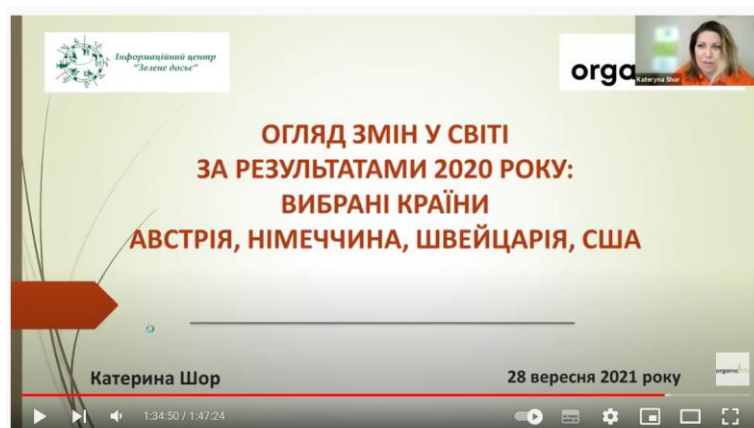 Інформаційний центр
"Зелене досьє"
orga
Kateryna Shor
ОГЛЯД ЗМІН У СВІТІ
ЗА РЕЗУЛЬТАТАМИ 2020 РОКУ:
ВИБРАНІ КРАЇНИ
АВСТРІЯ, НІМЕЧЧИНА, ШВЕЙЦАРІЯ, США
Катерина Шор
28 вересня 2021 року
organicinfo
1:34:50 / 1:47:24